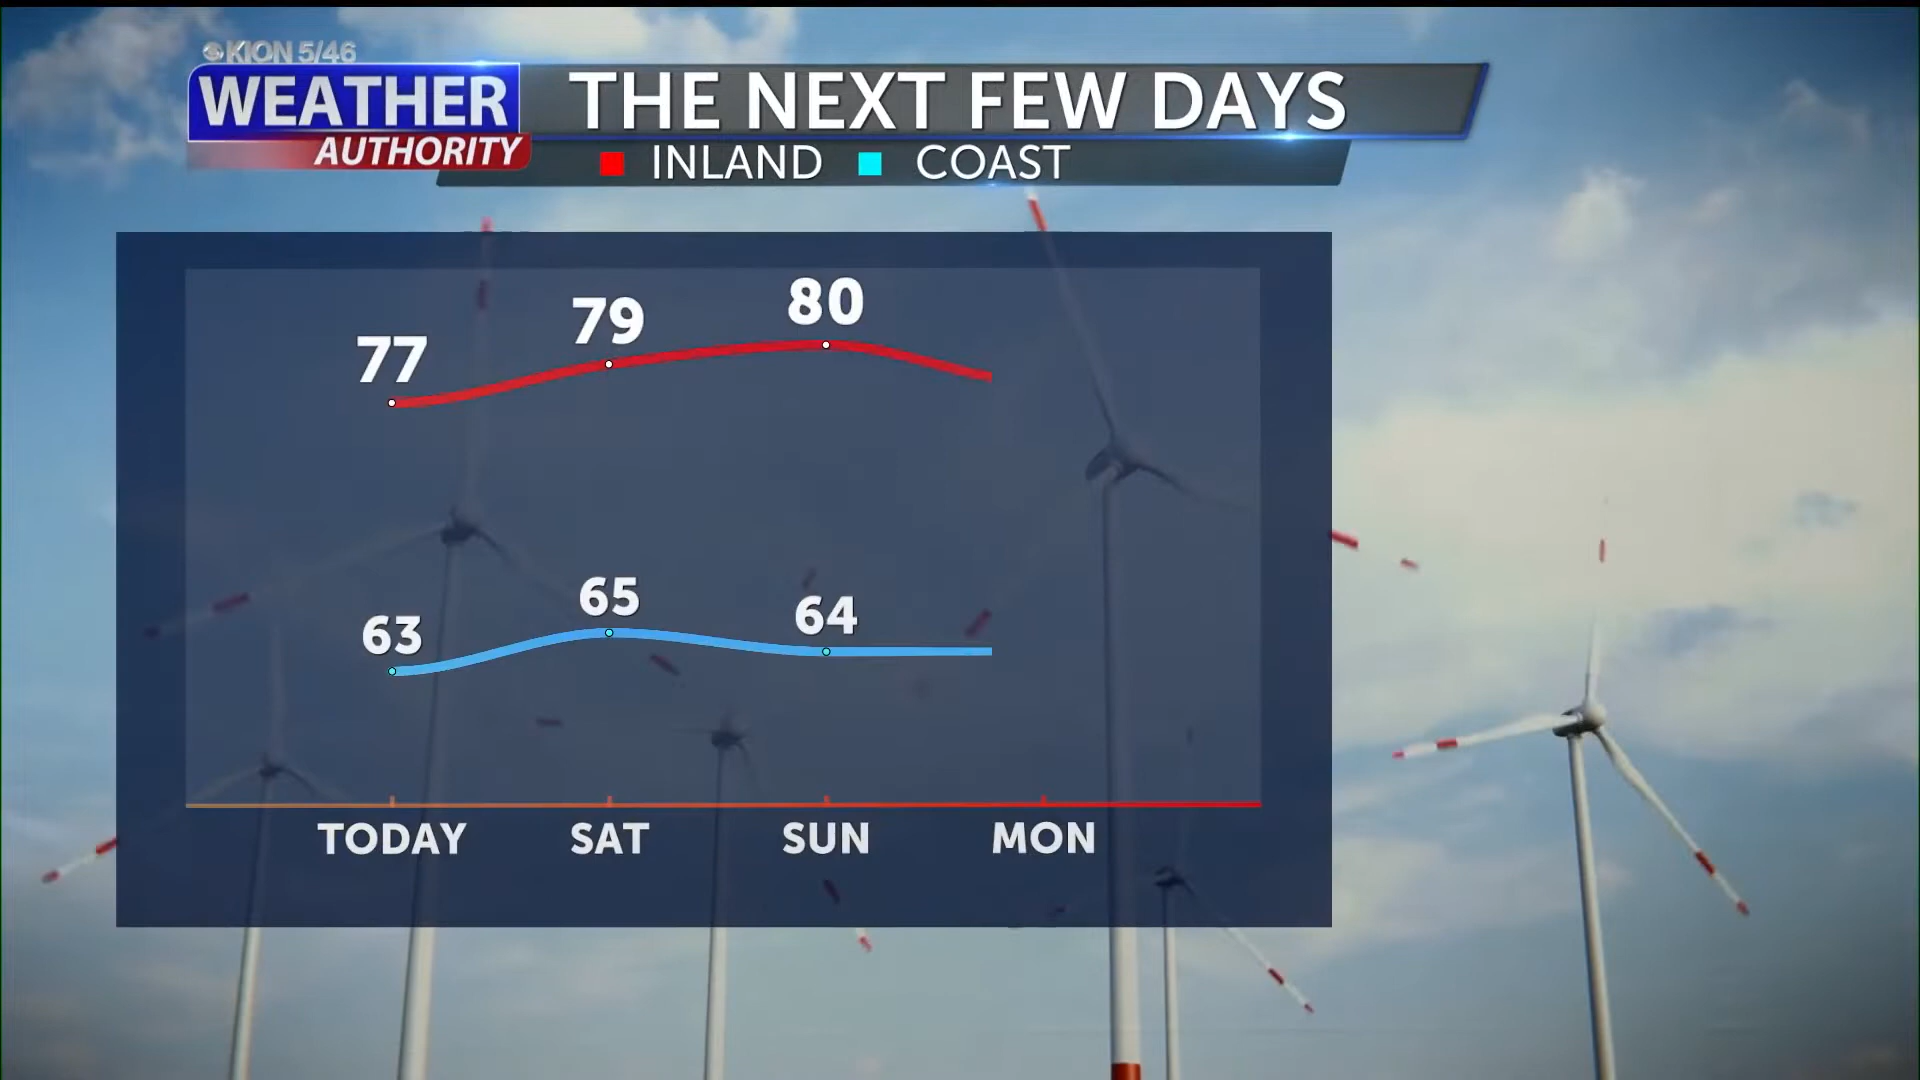 KION 5/46
WEATHER
AUTHORITY
THE NEXT FEW DAYS
INLAND COAST
77 79 80
63 65 64
TODAY SAT SUN MON